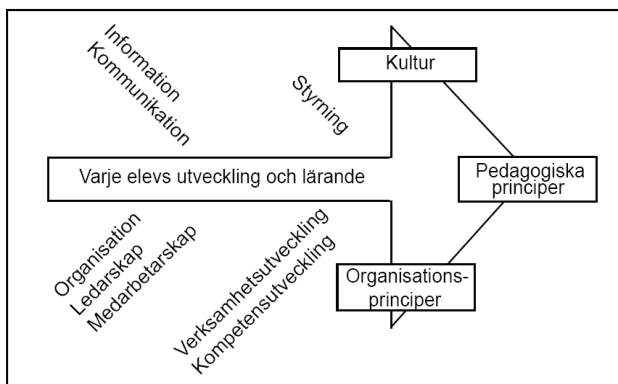 Information
Kommunikation
Styrning
Kultur
Varje elevs utveckling och lärande
Pedagogiska
principer
Organisation
Ledarskap
Medarbetarskap
Verksamhetsutveckling
Kompetensutveckling
Organisations-
principer